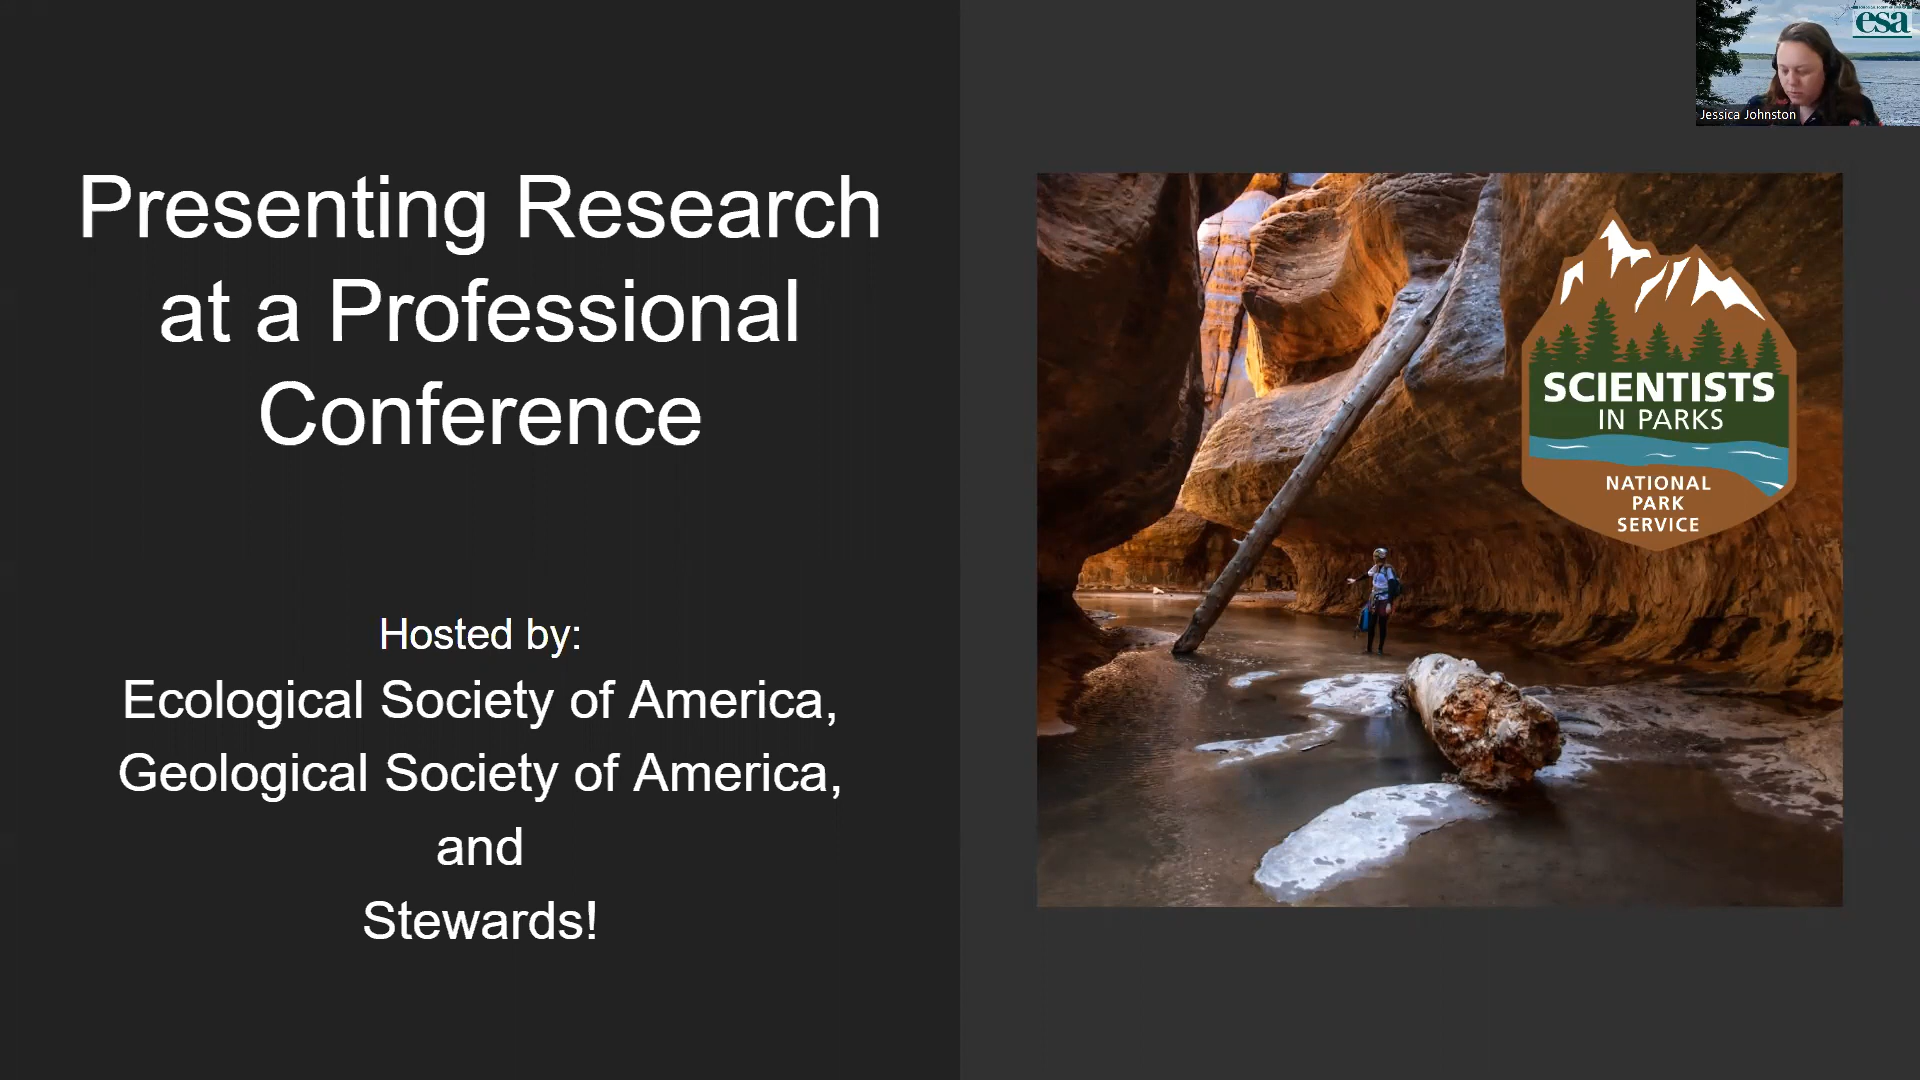 esa
Jessica Johnston
Presenting Research
at a Professional
Conference
Hosted by:
Ecological Society of America,
Geological Society of America,
and
Stewards!
SCIENTISTS
IN PARKS
NATIONAL
PARK
SERVICE